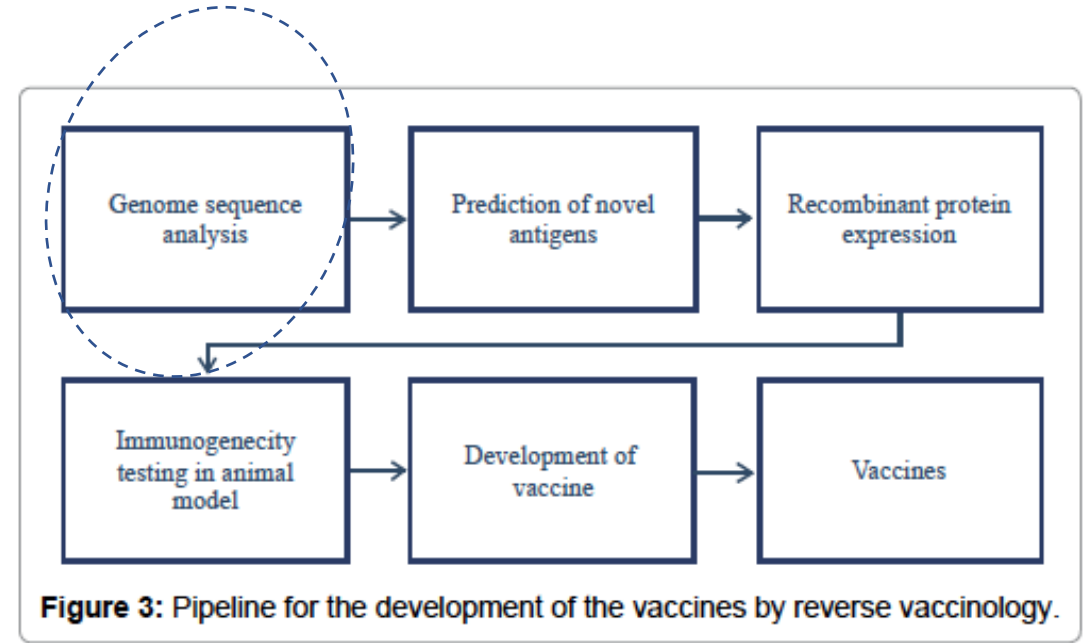 Genome sequence
analysis
Prediction of novel
antigens
Recombinant protein
expression
Immunogenecity
testing in animal
model
Development of
vaccine
Vaccines
Figure 3: Pipeline for the development of the vaccines by reverse vaccinology.